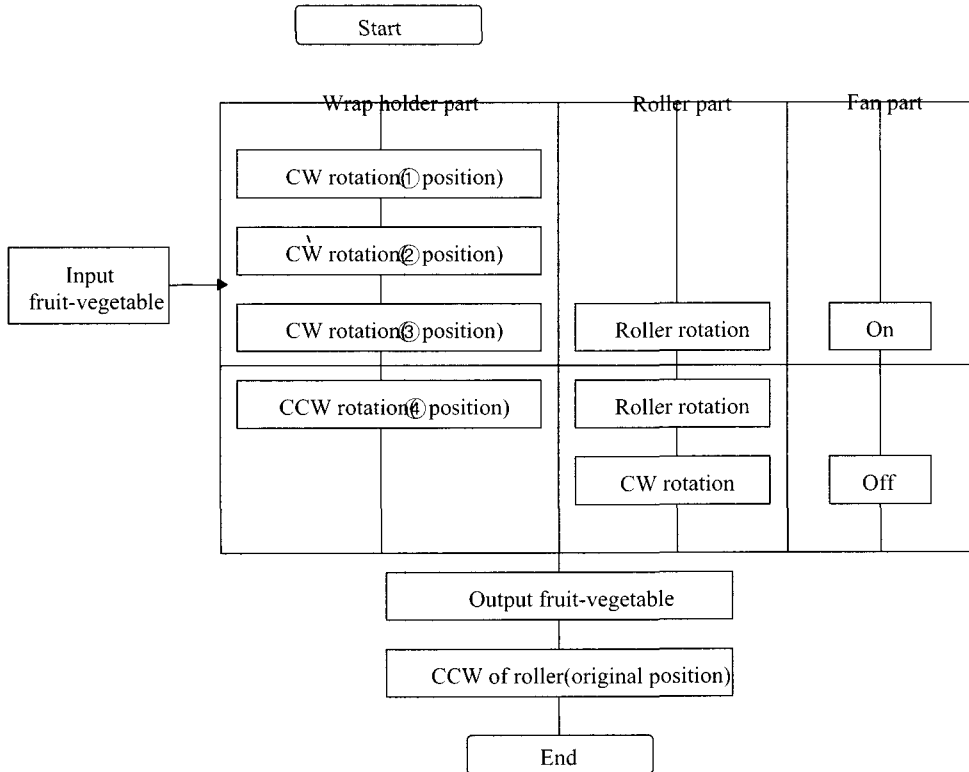 Start
Wrap holder part
Roller part
Fan part
CW rotation(① position)
CW rotation(② position)
Input
fruit-vegetable
CW rotation(③ position)
Roller rotation
On
CCW rotation(④ position)
Roller rotation
CW rotation
Off
Output fruit-vegetable
CCW of roller(original position)
End